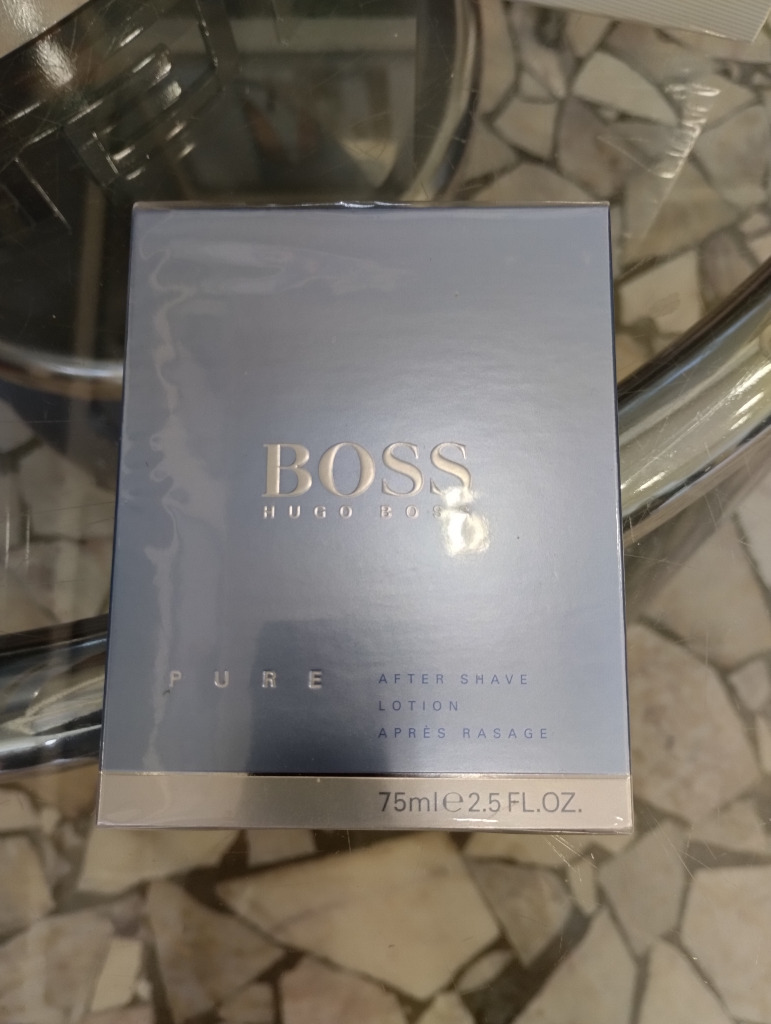 BOSS
HUGO BOSS
PURE
AFTER SHAVE
LOTION
APRÈS RASAGE
75ml℮2.5 FL.OZ.